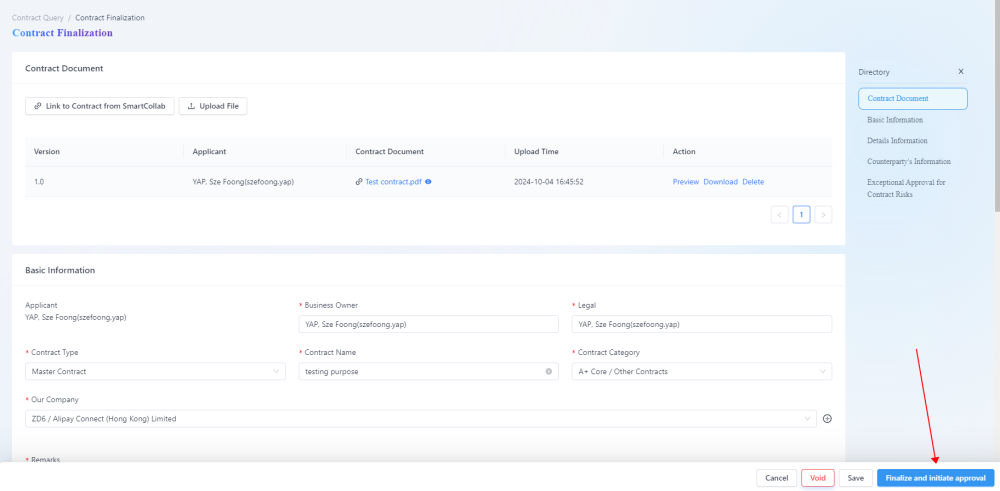 Contract Query / Contract Finalization
Contract Finalization
Contract Document
Link to Contract from SmartCollab Upload File
Version Applicant Contract Document Upload Time Action
1.0 YAP, Sze Foong(szefoong.yap) Test contract.pdf 2024-10-04 16:45:52 Preview Download Delete
< 1 >
Basic Information
Applicant * Business Owner * Legal
YAP, Sze Foong(szefoong.yap) YAP, Sze Foong(szefoong.yap) YAP, Sze Foong(szefoong.yap)
* Contract Type * Contract Name * Contract Category
Master Contract testing purpose A+ Core / Other Contracts
* Our Company
ZD6 / Alipay Connect (Hong Kong) Limited
* Remarks
Directory X
Contract Document
Basic Information
Details Information
Counterparty's Information
Exceptional Approval for
Contract Risks
Cancel Void Save Finalize and initiate approval